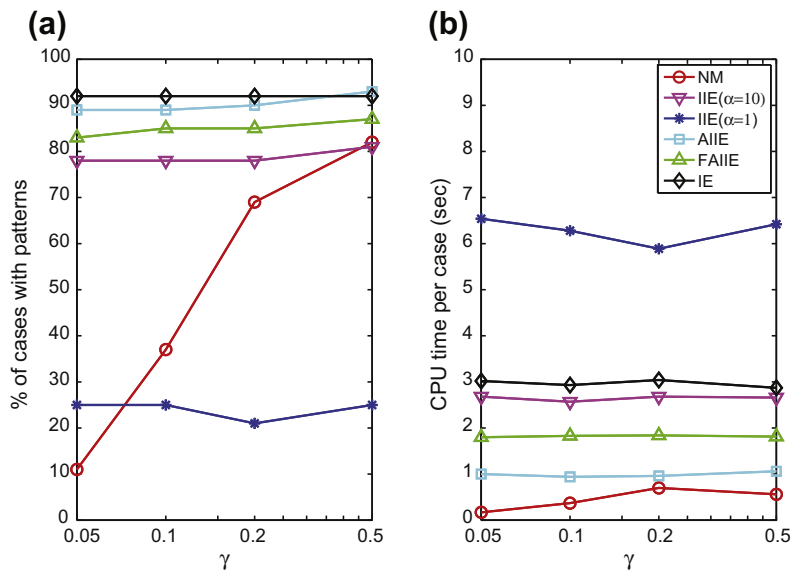 (a)
% of cases with patterns
100
90
80
70
60
50
40
30
20
10
0
0.05
0.1
0.2
0.5
γ
(b)
CPU time per case (sec)
10
9
8
7
6
5
4
3
2
1
0
0.05
0.1
0.2
0.5
γ
NM
IIE(α=10)
IIE(α=1)
AIIE
FAIIE
IE